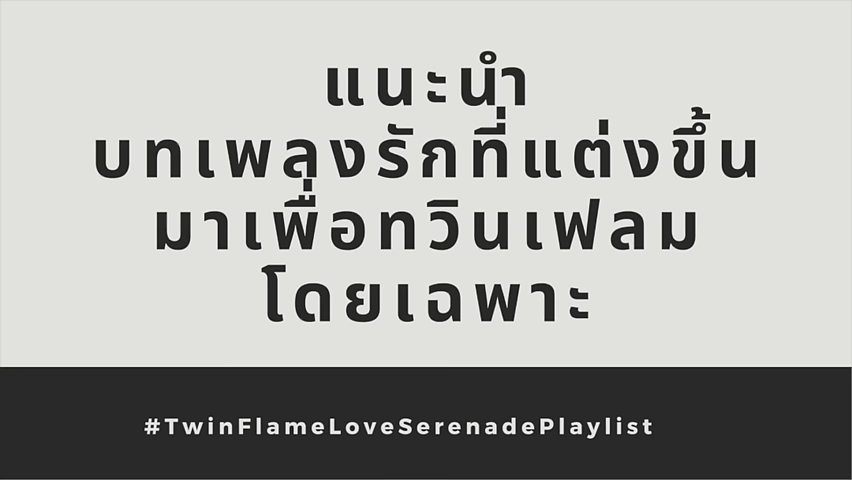 แนะนำ
บทเพลงรักที่แต่งขึ้น
มาเพื่อทวินเฟลม
โดยเฉพาะ
#TwinFlameLoveSerenadePlaylist